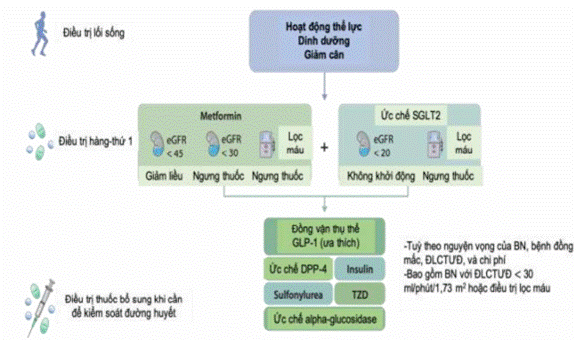 Điều trị lối sống
Hoạt động thể lực
Dinh dưỡng
Giảm cân
Điều trị hàng-thứ 1
Metformin
eGFR
< 45
eGFR
< 30
Lọc
máu
Giảm liều
Ngưng thuốc
Ngưng thuốc
+
Ức chế SGLT2
eGFR
< 20
Lọc
máu
Không khởi động
Ngưng thuốc
Điều trị thuốc bổ sung khi cần
để kiểm soát đường huyết
Đồng vận thụ thể
GLP-1 (ưa thích)
Ức chế DPP-4
Insulin
Sulfonylurea
TZD
Ức chế alpha-glucosidase
-Tuỳ theo nguyện vọng của BN, bệnh đồng
mắc, ĐLCTƯĐ, và chi phí
-Bao gồm BN với ĐLCTƯĐ < 30
ml/phút/1,73 m² hoặc điều trị lọc máu